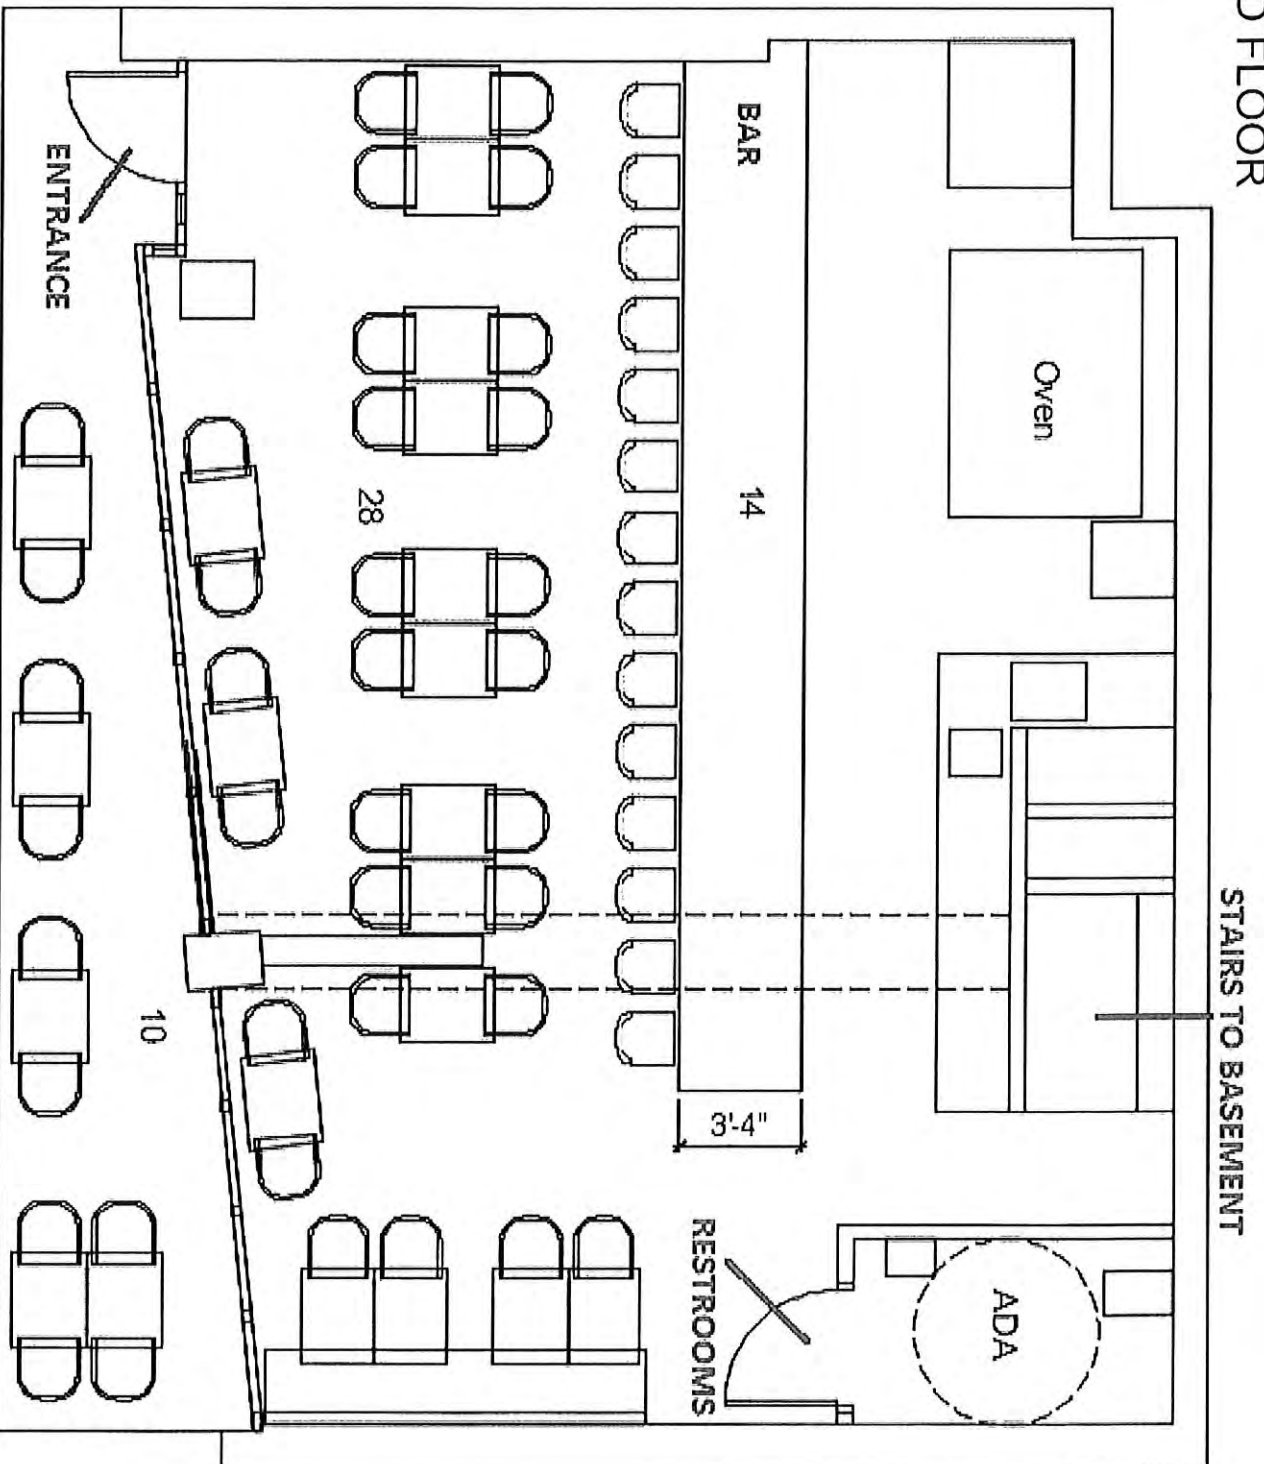 FLOOR
STAIRS TO BASEMENT
Oven
ADA
BAR
14
3'-4"
RESTROOMS
28
ENTRANCE
10